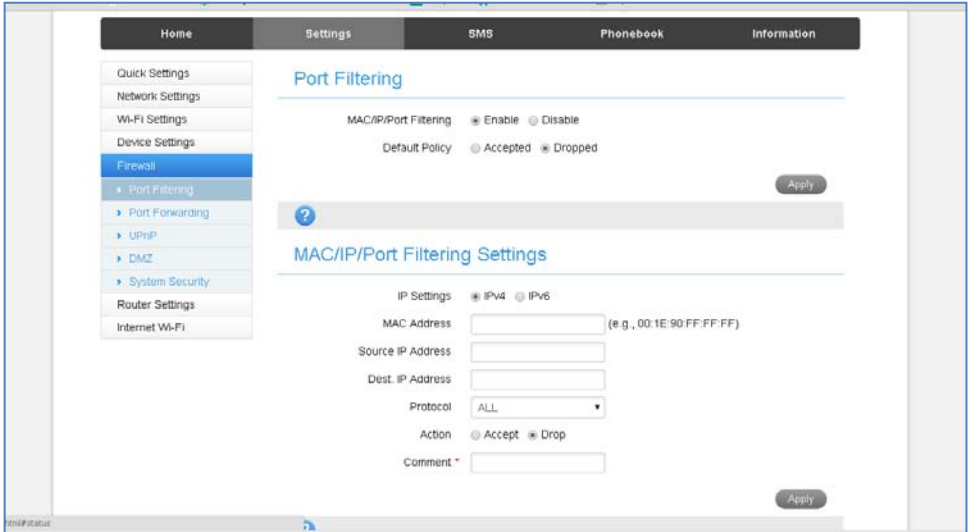 Home Settings SMS Phonebook Information
Quick Settings
Network Settings
Wi-Fi Settings
Device Settings
Firewall
Port Filtering
Port Forwarding
UPnP
DMZ
System Security
Router Settings
Internet Wi-Fi
Port Filtering
MAC/IP/Port Filtering Enable Disable
Default Policy Accepted Dropped
Apply
?
MAC/IP/Port Filtering Settings
IP Settings IPv4 IPv6
MAC Address (e.g., 00:1E:90:FF:FF:FF)
Source IP Address
Dest. IP Address
Protocol ALL
Action Accept Drop
Comment *
Apply
html#status